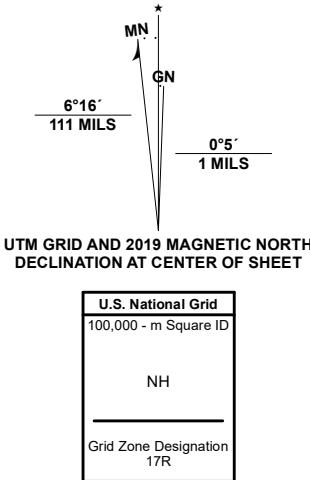 ★
MN
GN
6°16´
111 MILS
0°5´
1 MILS
UTM GRID AND 2019 MAGNETIC NORTH
DECLINATION AT CENTER OF SHEET
U.S. National Grid
100,000 - m Square ID
NH
Grid Zone Designation
17R